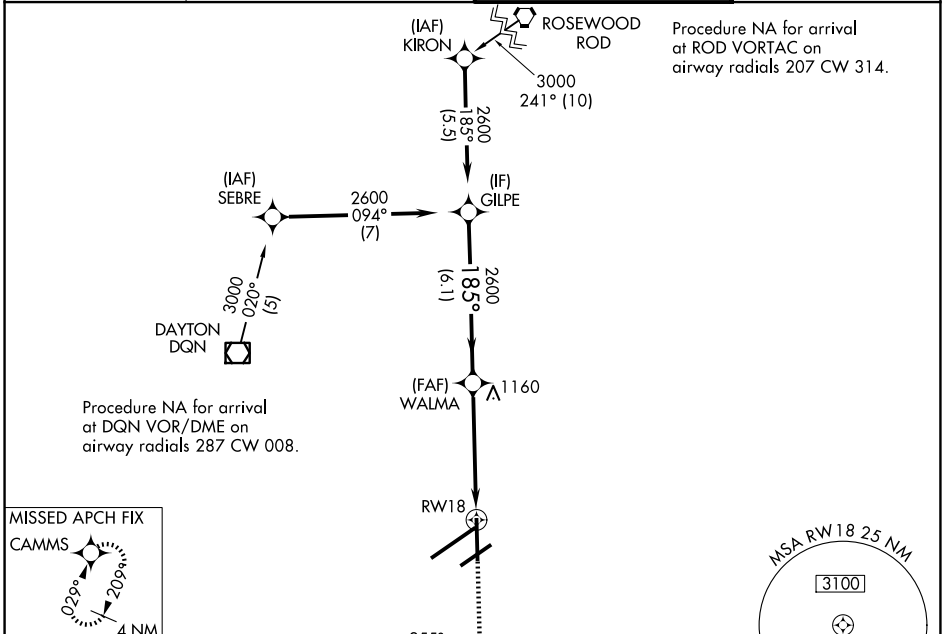 (IAF)
KIRON
ROSEWOOD
ROD
Procedure NA for arrival
at ROD VORTAC on
airway radials 207 CW 314.
3000
241° (10)
2600
185°
(5.5)
(IAF)
SEBRE
2600
094°
(7)
(IF)
GILPE
3000
020°
(5)
2600
185°
(6.1)
DAYTON
DQN
(FAF)
WALMA
1160
Procedure NA for arrival
at DQN VOR/DME on
airway radials 287 CW 008.
RW18
MISSED APCH FIX
CAMMS
029°
209°
4 NM
MSA RW18 25 NM
3100